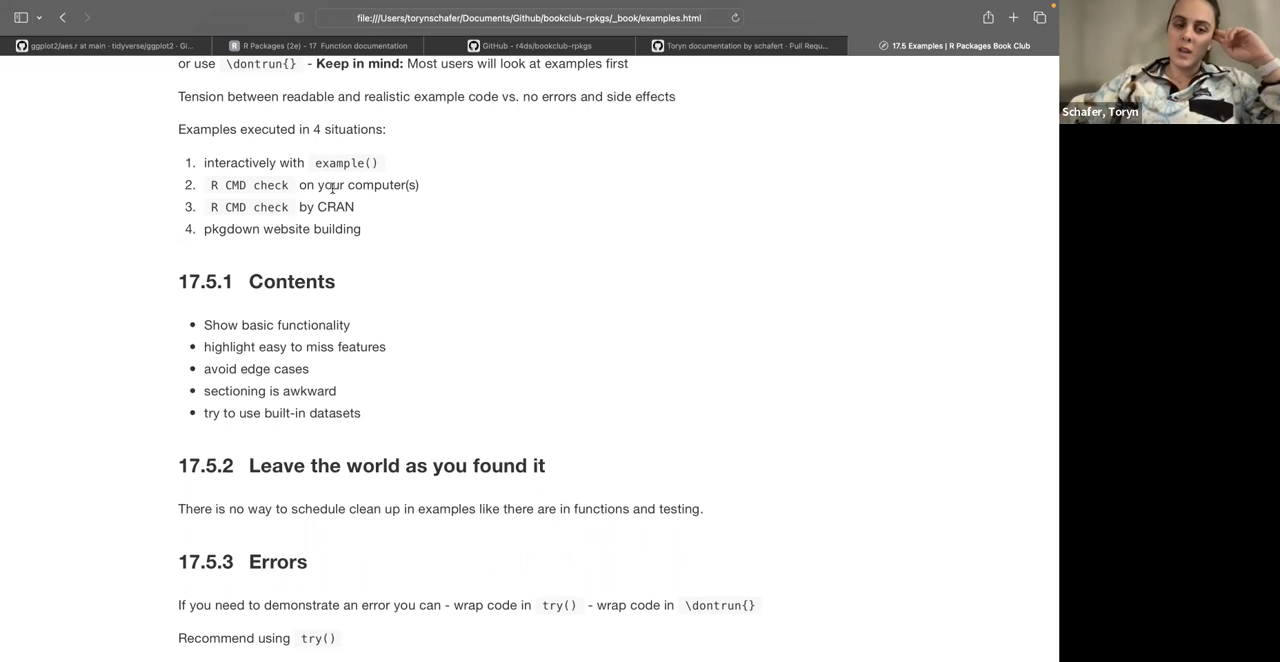 file:///Users/torynschafer/Documents/Github/bookclub-rpkgs/_book/examples.html
ggplot2/aes.r at main · tidyverse/ggplot2 · Gi...
R Packages (2e) - 17 Function documentation
GitHub - r4ds/bookclub-rpkgs
Toryn documentation by schafert · Pull Requ...
17.5 Examples | R Packages Book Club
Schafer, Toryn
or use \dontrun{} - Keep in mind: Most users will look at examples first
Tension between readable and realistic example code vs. no errors and side effects
Examples executed in 4 situations:
1. interactively with example()
2. R CMD check on your computer(s)
3. R CMD check by CRAN
4. pkgdown website building
17.5.1 Contents
• Show basic functionality
• highlight easy to miss features
• avoid edge cases
• sectioning is awkward
• try to use built-in datasets
17.5.2 Leave the world as you found it
There is no way to schedule clean up in examples like there are in functions and testing.
17.5.3 Errors
If you need to demonstrate an error you can - wrap code in try() - wrap code in \dontrun{}
Recommend using try()